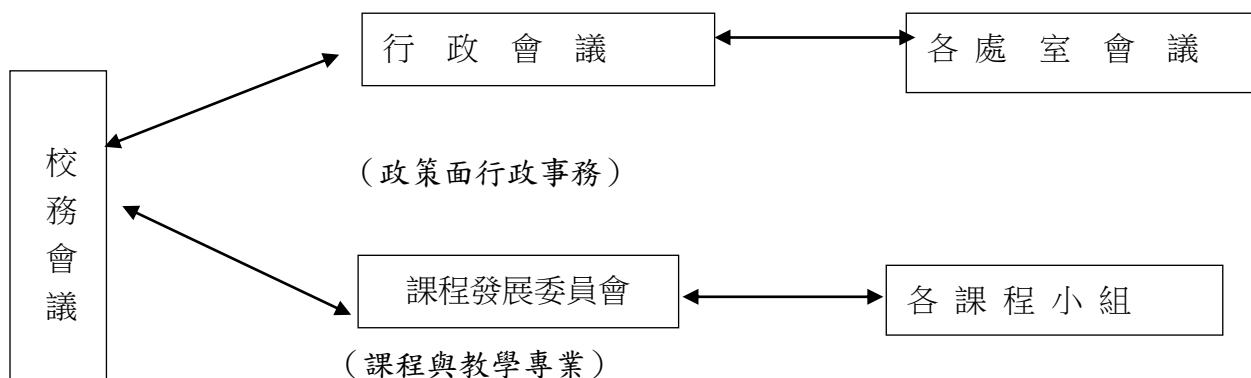 行政會議
各處室會議
校務會議
（政策面行政事務）
課程發展委員會
各課程小組
（課程與教學專業）